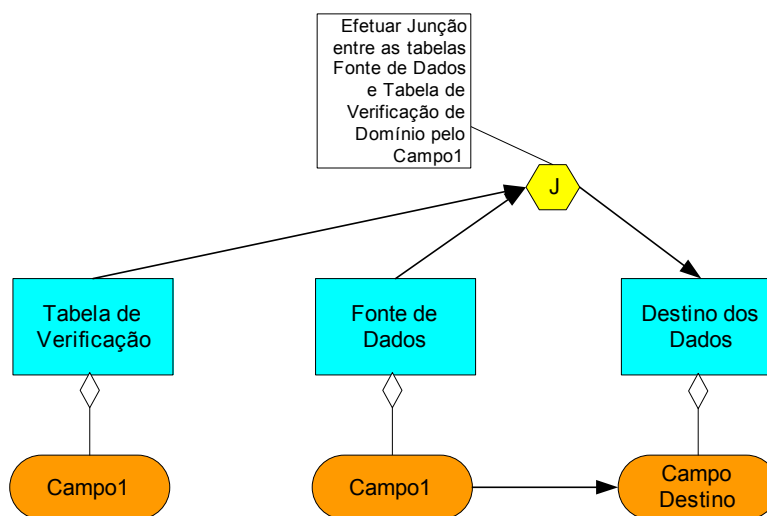 Efetuar Junção
entre as tabelas
Fonte de Dados
e Tabela de
Verificação de
Domínio pelo
Campo1
J
Tabela de
Verificação
Fonte de
Dados
Destino dos
Dados
Campo1
Campo1
Campo
Destino